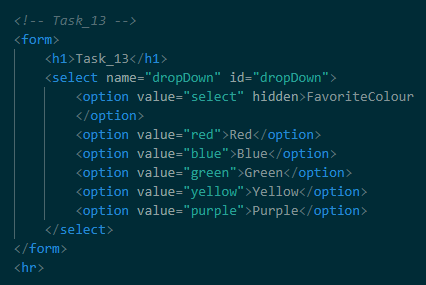 <!-- Task_13 -->
<form>
<h1>Task_13</h1>
<select name="dropDown" id="dropDown">
<option value="select" hidden>FavoriteColour
</option>
<option value="red">Red</option>
<option value="blue">Blue</option>
<option value="green">Green</option>
<option value="yellow">Yellow</option>
<option value="purple">Purple</option>
</select>
</form>
<hr>